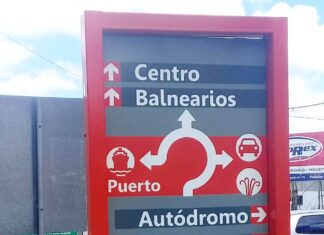 Centro
Balnearios
Puerto
Autódromo